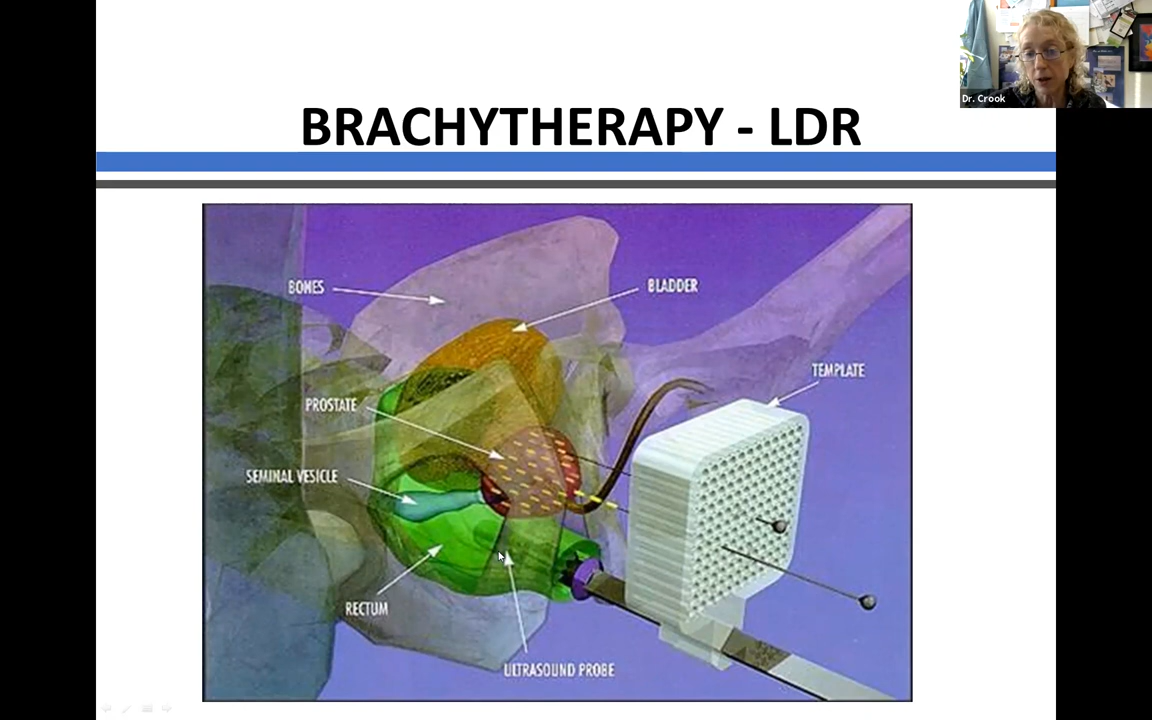 Dr. Crook
BRACHYTHERAPY - LDR
BONES
BLADDER
TEMPLATE
PROSTATE
SEMINAL VESICLE
RECTUM
ULTRASOUND PROBE